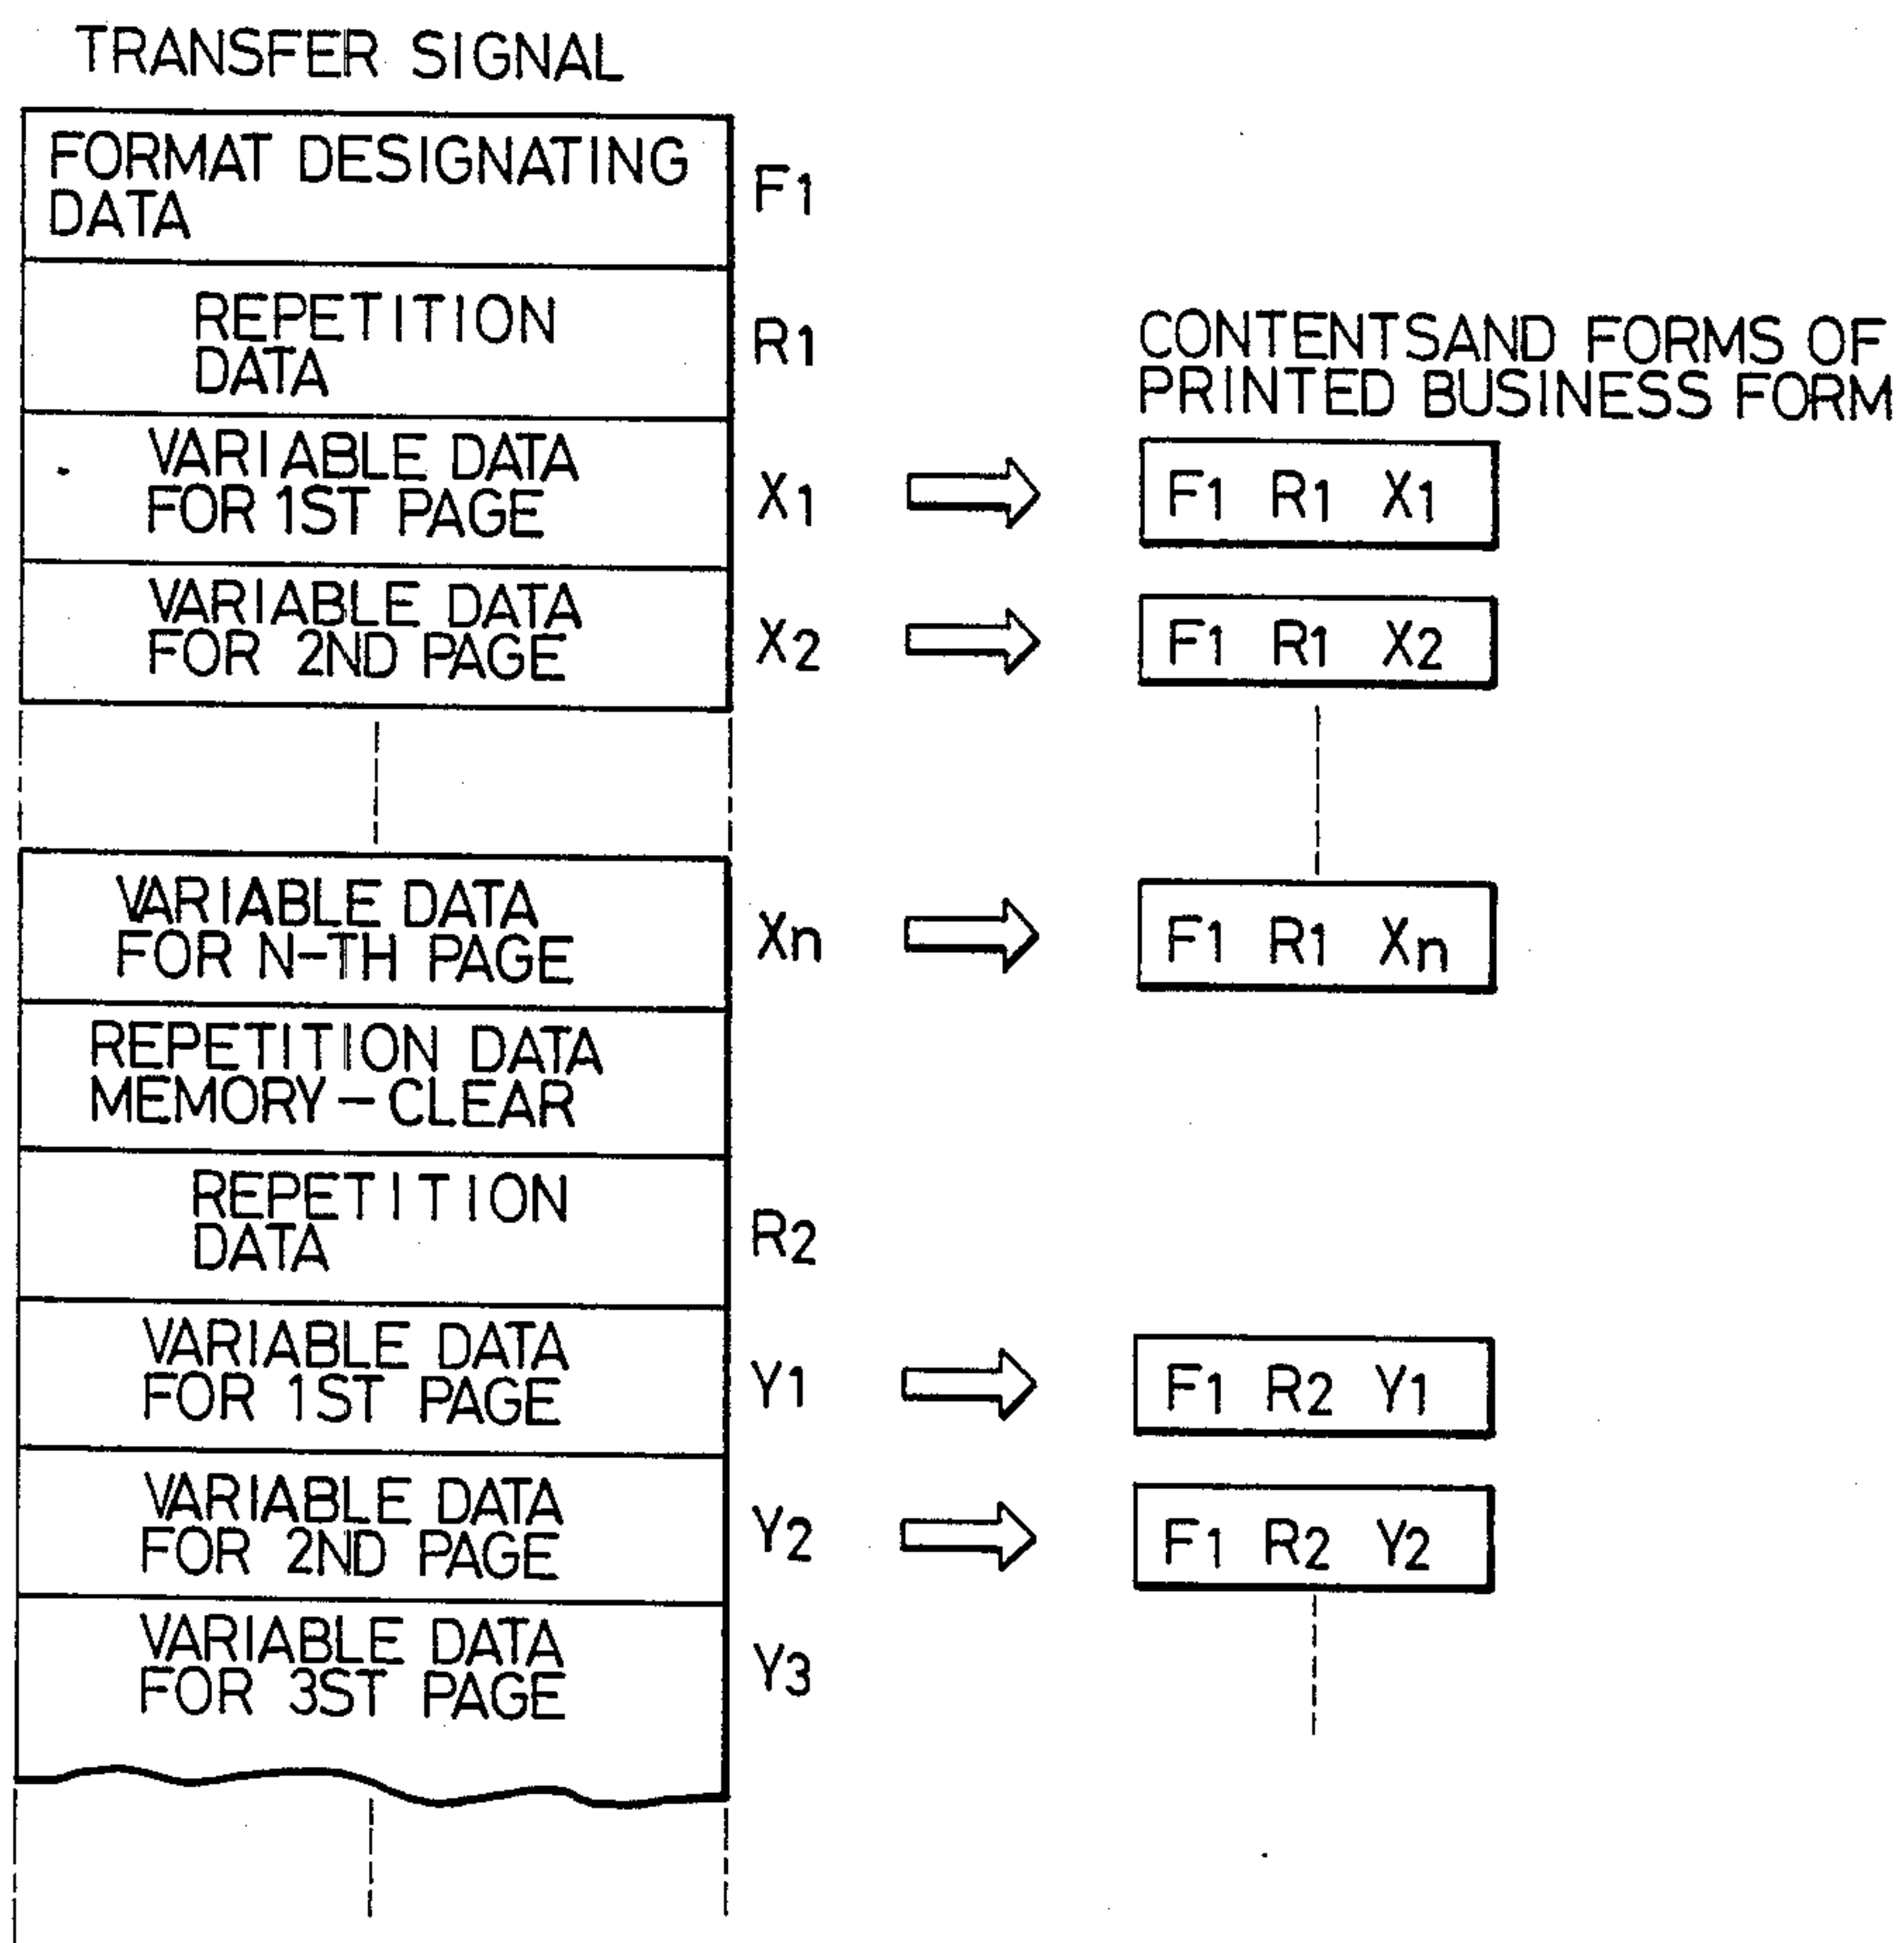 TRANSFER SIGNAL
FORMAT DESIGNATING
DATA
F1
REPETITION
DATA
R1
CONTENTSAND FORMS OF
PRINTED BUSINESS FORM
VARIABLE DATA
FOR 1ST PAGE
X1
F1 R1 X1
VARIABLE DATA
FOR 2ND PAGE
X2
F1 R1 X2
VARIABLE DATA
FOR N-TH PAGE
Xn
F1 R1 Xn
REPETITION DATA
MEMORY-CLEAR
REPETITION
DATA
R2
VARIABLE DATA
FOR 1ST PAGE
Y1
F1 R2 Y1
VARIABLE DATA
FOR 2ND PAGE
Y2
F1 R2 Y2
VARIABLE DATA
FOR 3ST PAGE
Y3